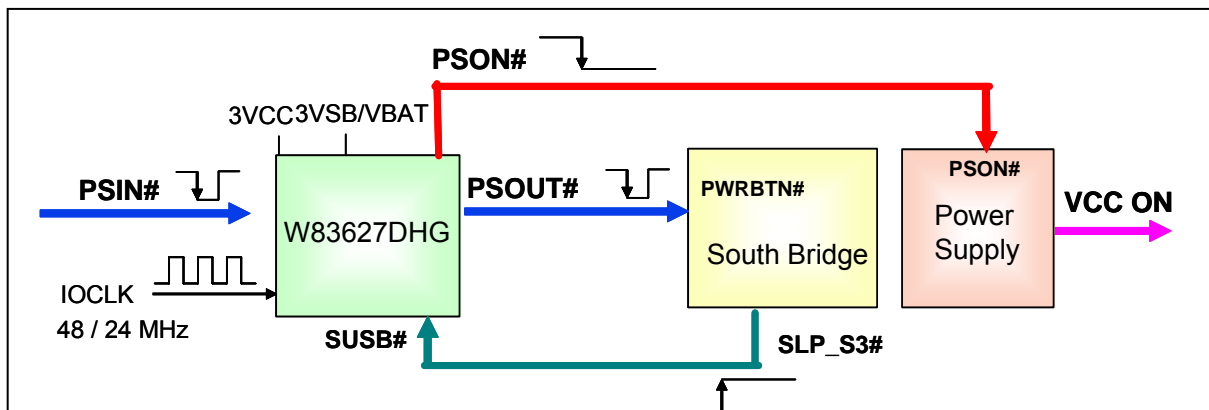 PSON#
3VCC 3VSB/VBAT
PSIN#
PSOUT#
PWRBTN#
PSON#
VCC ON
W83627DHG
South Bridge
Power
Supply
IOCLK
48 / 24 MHz
SUSB#
SLP_S3#